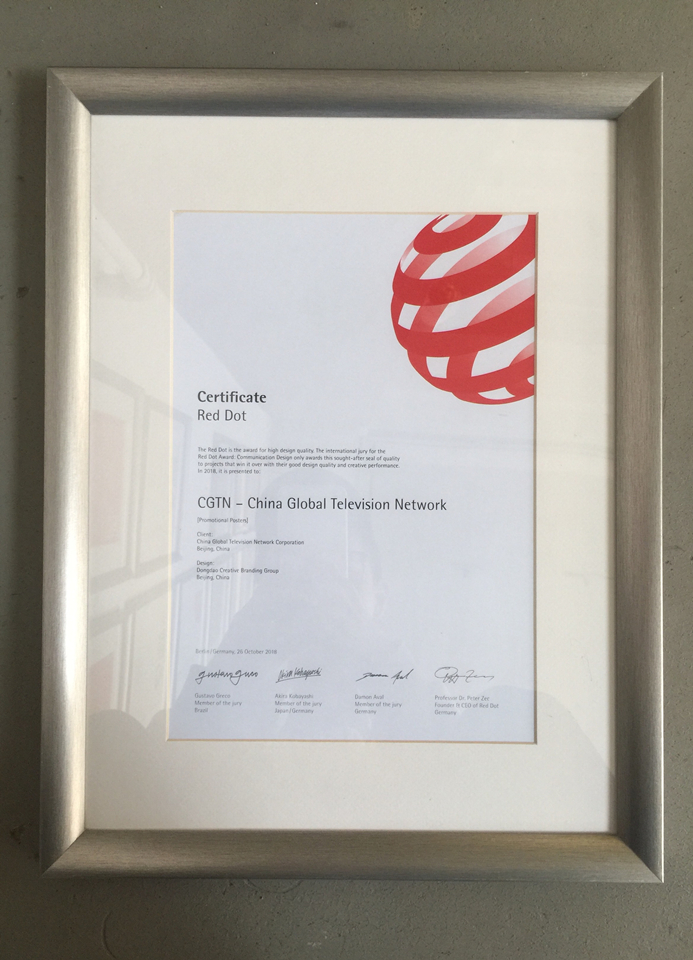 Certificate
Red Dot
The Red Dot is the award for high design quality. The international jury for the
Red Dot Award: Communication Design only awards this sought-after seal of quality
to projects that win it over with their good design quality and creative performance.
In 2018, it is presented to:
CGTN – China Global Television Network
[Promotional Posters]
Client:
China Global Television Network Corporation
Beijing, China
Design:
Dongdao Creative Branding Group
Beijing, China
Berlin/Germany, 26 October 2018
Gustavo Greco
Member of the jury
Brazil
Akira Kobayashi
Member of the jury
Japan/Germany
Duman Acal
Member of the jury
Germany
Professor Dr. Peter Zec
Founder & CEO of Red Dot
Germany